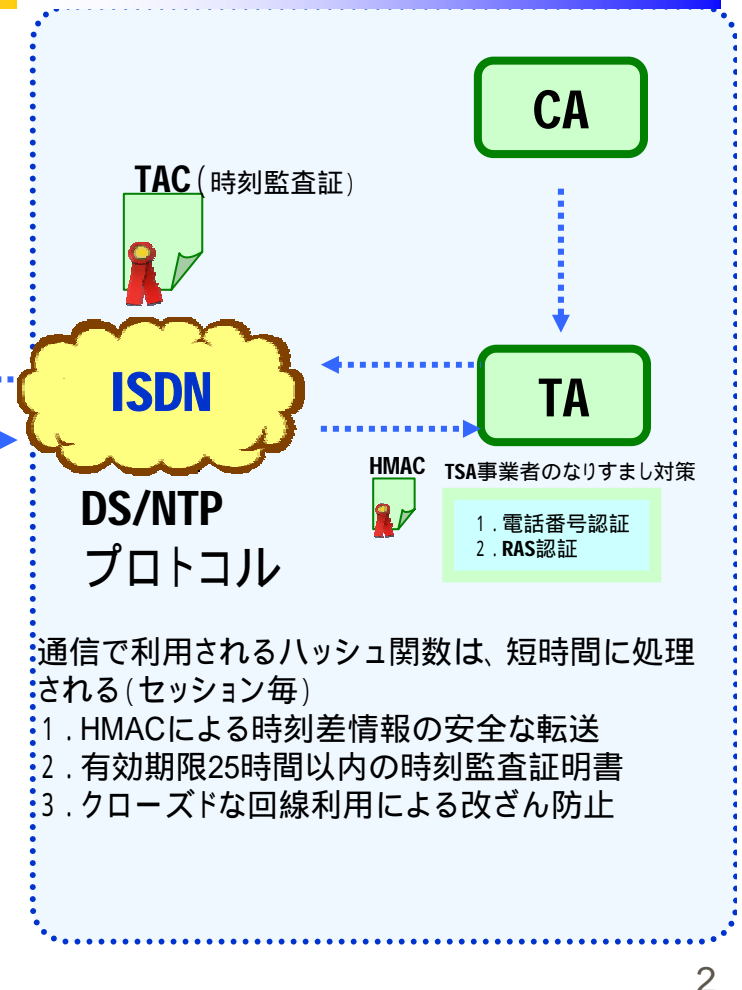 CA
TAC(時刻監査証)
ISDN
TA
DS/NTP
プロトコル
HMAC
TSA事業者のなりすまし対策
1.電話番号認証
2.RAS認証
通信で利用されるハッシュ関数は、短時間に処理
される(セッション毎)
1.HMACによる時刻差情報の安全な転送
2.有効期限25時間以内の時刻監査証明書
3.クローズドな回線利用による改ざん防止
2